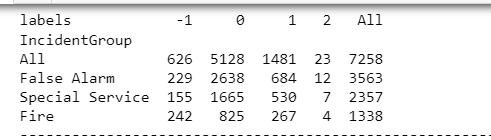 labels -1 0 1 2 All
IncidentGroup
All 626 5128 1481 23 7258
False Alarm 229 2638 684 12 3563
Special Service 155 1665 530 7 2357
Fire 242 825 267 4 1338